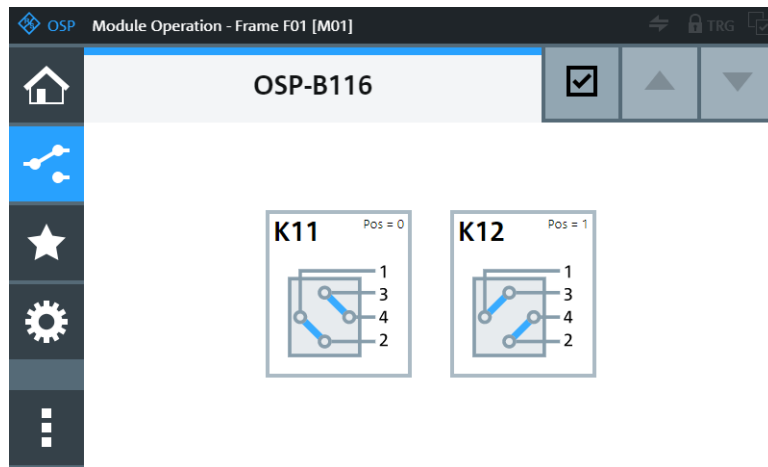 OSP Module Operation - Frame F01 [M01] TRG
OSP-B116
K11 Pos = 0 K12 Pos = 1
1 1
3 3
4 4
2 2